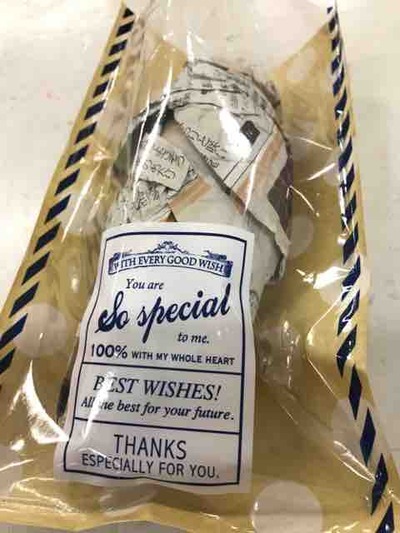 WITH EVERY GOOD WISH
You are
So special
to me.
100% WITH MY WHOLE HEART
BEST WISHES!
All the best for your future.
THANKS
ESPECIALLY FOR YOU.